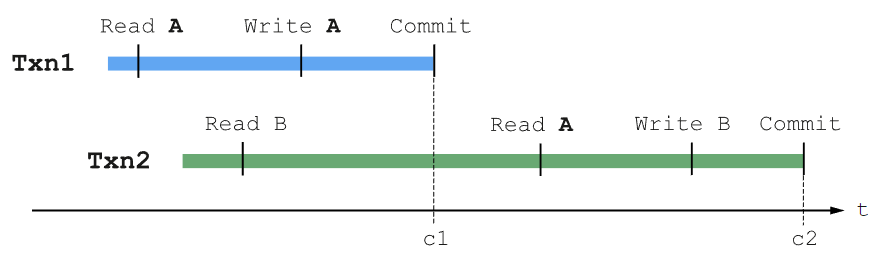 Read A Write A Commit
Txn1
Read B Read A Write B Commit
Txn2
t
c1 c2